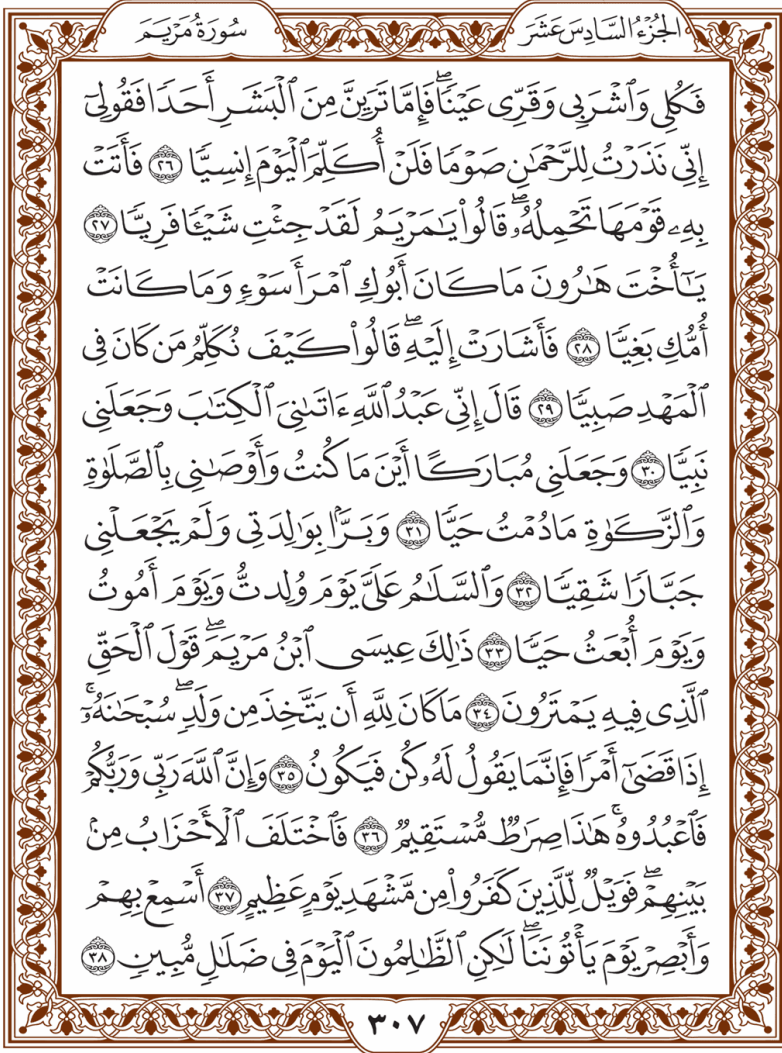 الجُزْءُ السَّادِسَ عَشَرَ
سُورَةُ مَرْيَمَ
فَكُلِى وَٱشْرَبِى وَقَرِّى عَيْنًاۖ فَإِمَّا تَرَيِنَّ مِنَ ٱلْبَشَرِ أَحَدًا فَقُولِىٓ
إِنِّى نَذَرْتُ لِلرَّحْمَٰنِ صَوْمًا فَلَنْ أُكَلِّمَ ٱلْيَوْمَ إِنسِيًّا ٢٦ فَأَتَتْ
بِهِۦ قَوْمَهَا تَحْمِلُهُۥۖ قَالُوا۟ يَٰمَرْيَمُ لَقَدْ جِئْتِ شَيْـًٔا فَرِيًّا ٢٧
يَٰٓأُخْتَ هَٰرُونَ مَا كَانَ أَبُوكِ ٱمْرَأَ سَوْءٍ وَمَا كَانَتْ
أُمُّكِ بَغِيًّا ٢٨ فَأَشَارَتْ إِلَيْهِۖ قَالُوا۟ كَيْفَ نُكَلِّمُ مَن كَانَ فِى
ٱلْمَهْدِ صَبِيًّا ٢٩ قَالَ إِنِّى عَبْدُ ٱللَّهِ ءَاتَىٰنِىَ ٱلْكِتَٰبَ وَجَعَلَنِى
نَبِيًّا ٣٠ وَجَعَلَنِى مُبَارَكًا أَيْنَ مَا كُنتُ وَأَوْصَٰنِى بِٱلصَّلَوٰةِ
وَٱلزَّكَوٰةِ مَا دُمْتُ حَيًّا ٣١ وَبَرًّۢا بِوَٰلِدَتِى وَلَمْ يَجْعَلْنِى
جَبَّارًا شَقِيًّا ٣٢ وَٱلسَّلَٰمُ عَلَىَّ يَوْمَ وُلِدتُّ وَيَوْمَ أَمُوتُ
وَيَوْمَ أُبْعَثُ حَيًّا ٣٣ ذَٰلِكَ عِيسَى ٱبْنُ مَرْيَمَۖ قَوْلَ ٱلْحَقِّ
ٱلَّذِى فِيهِ يَمْتَرُونَ ٣٤ مَا كَانَ لِلَّهِ أَن يَتَّخِذَ مِن وَلَدٍۖ سُبْحَٰنَهُۥٓۚ
إِذَا قَضَىٰٓ أَمْرًا فَإِنَّمَا يَقُولُ لَهُۥ كُن فَيَكُونُ ٣٥ وَإِنَّ ٱللَّهَ رَبِّى وَرَبُّكُمْ
فَٱعْبُدُوهُۚ هَٰذَا صِرَٰطٌ مُّسْتَقِيمٌ ٣٦ فَٱخْتَلَفَ ٱلْأَحْزَابُ مِنۢ
بَيْنِهِمْۖ فَوَيْلٌ لِّلَّذِينَ كَفَرُوا۟ مِن مَّشْهَدِ يَوْمٍ عَظِيمٍ ٣٧ أَسْمِعْ بِهِمْ
وَأَبْصِرْ يَوْمَ يَأْتُونَنَاۖ لَٰكِنِ ٱلظَّٰلِمُونَ ٱلْيَوْمَ فِى ضَلَٰلٍ مُّبِينٍ ٣٨
٣٠٧